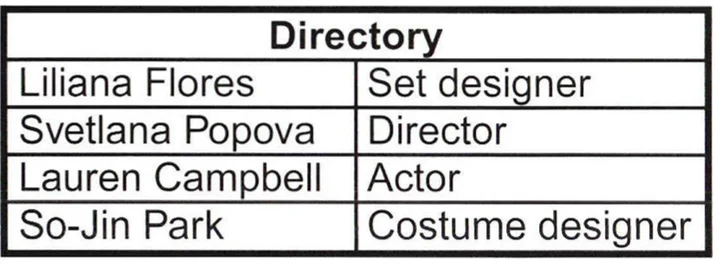 Directory
Liliana Flores Set designer
Svetlana Popova Director
Lauren Campbell Actor
So-Jin Park Costume designer